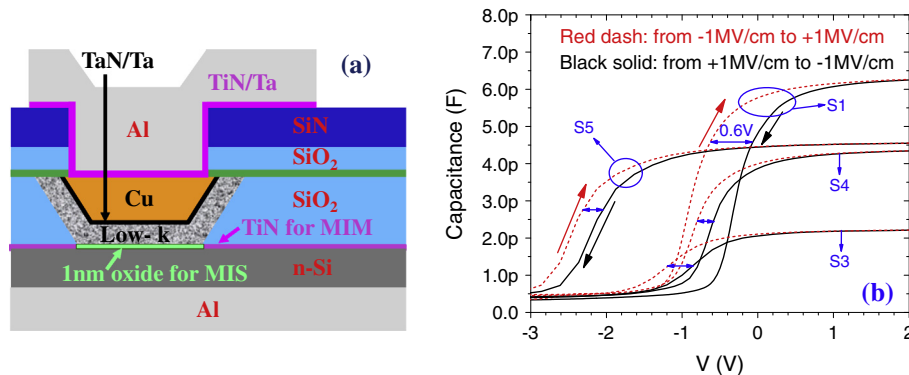 TaN/Ta
(a)
TiN/Ta
Al
SiN
SiO2
Cu
SiO2
Low- k
TiN for MIM
1nm oxide for MIS
n-Si
Al
8.0p
7.0p
6.0p
5.0p
4.0p
3.0p
2.0p
1.0p
0.0
Capacitance (F)
Red dash: from -1MV/cm to +1MV/cm
Black solid: from +1MV/cm to -1MV/cm
S1
0.6V
S5
S4
S3
(b)
-3
-2
-1
0
1
2
V (V)